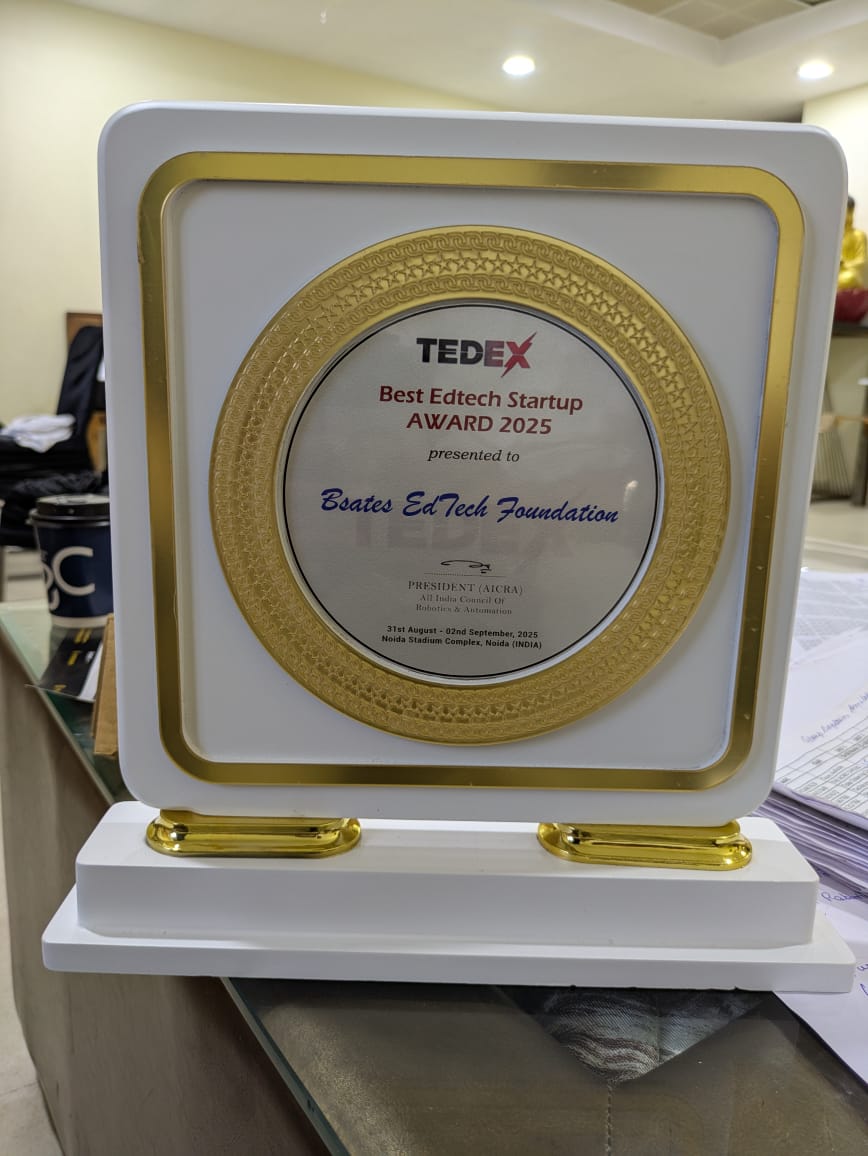 TEDEX
Best Edtech Startup
AWARD 2025
presented to
Bsates EdTech Foundation
PRESIDENT (AICRA)
All India Council Of
Robotics & Automation
31st August - 02nd September, 2025
Noida Stadium Complex, Noida (INDIA)